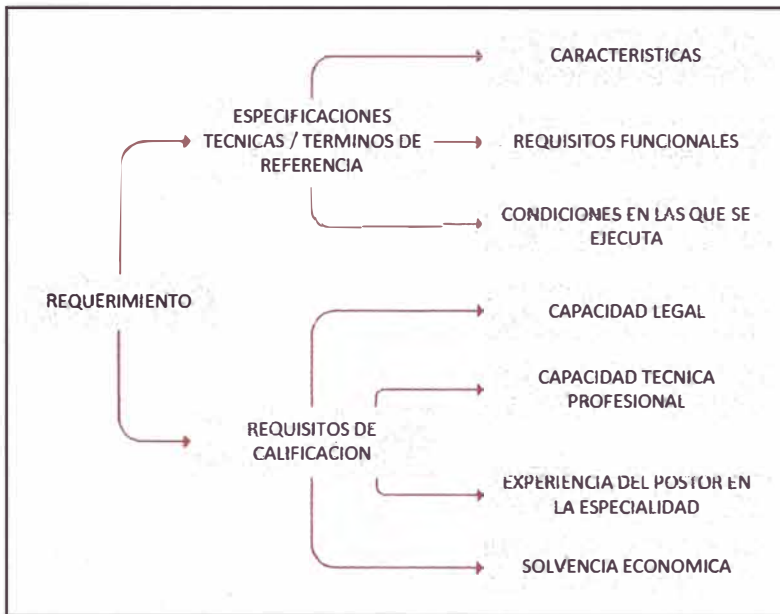 CARACTERISTICAS
ESPECIFICACIONES
TECNICAS / TERMINOS DE
REFERENCIA
REQUISITOS FUNCIONALES
CONDICIONES EN LAS QUE SE
EJECUTA
REQUERIMIENTO
CAPACIDAD LEGAL
CAPACIDAD TECNICA
PROFESIONAL
REQUISITOS DE
CALIFICACION
EXPERIENCIA DEL POSTOR EN
LA ESPECIALIDAD
SOLVENCIA ECONOMICA